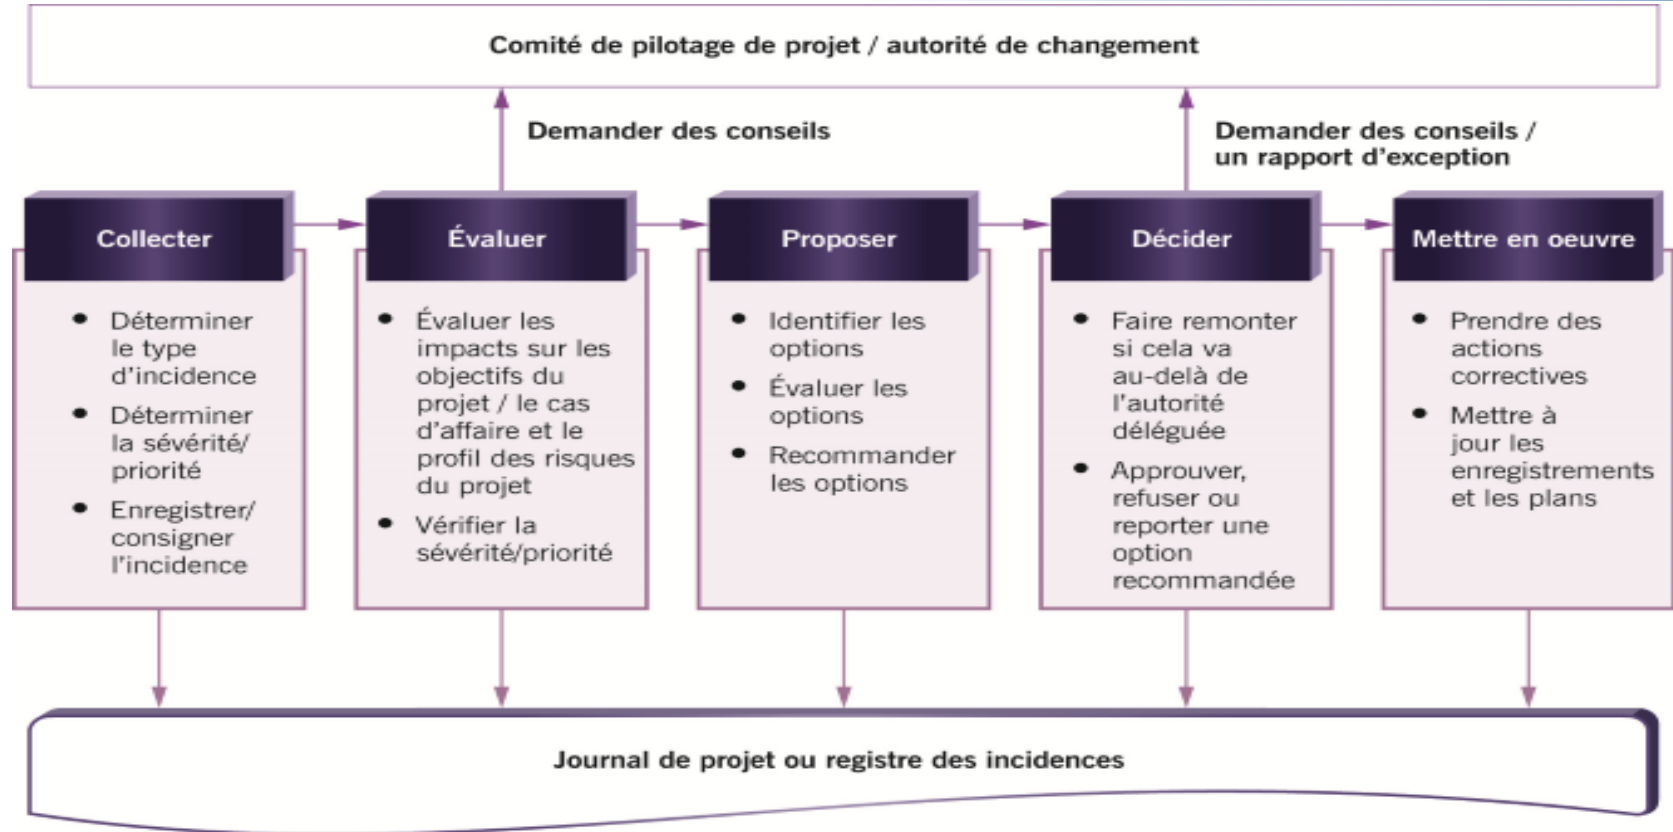 Comité de pilotage de projet / autorité de changement
Demander des conseils
Demander des conseils /
un rapport d'exception
Collecter
Déterminer
le type
d'incidence
Déterminer
la sévérité/
priorité
Enregistrer/
consigner
l'incidence
Évaluer
Évaluer les
impacts sur les
objectifs du
projet / le cas
d'affaire et le
profil des risques
du projet
Vérifier la
sévérité/priorité
Proposer
Identifier les
options
Évaluer les
options
Recommander
les options
Décider
Faire remonter
si cela va
au-delà de
l'autorité
déléguée
Approuver,
refuser ou
reporter une
option
recommandée
Mettre en oeuvre
Prendre des
actions
correctives
Mettre à
jour les
enregistrements
et les plans
Journal de projet ou registre des incidences